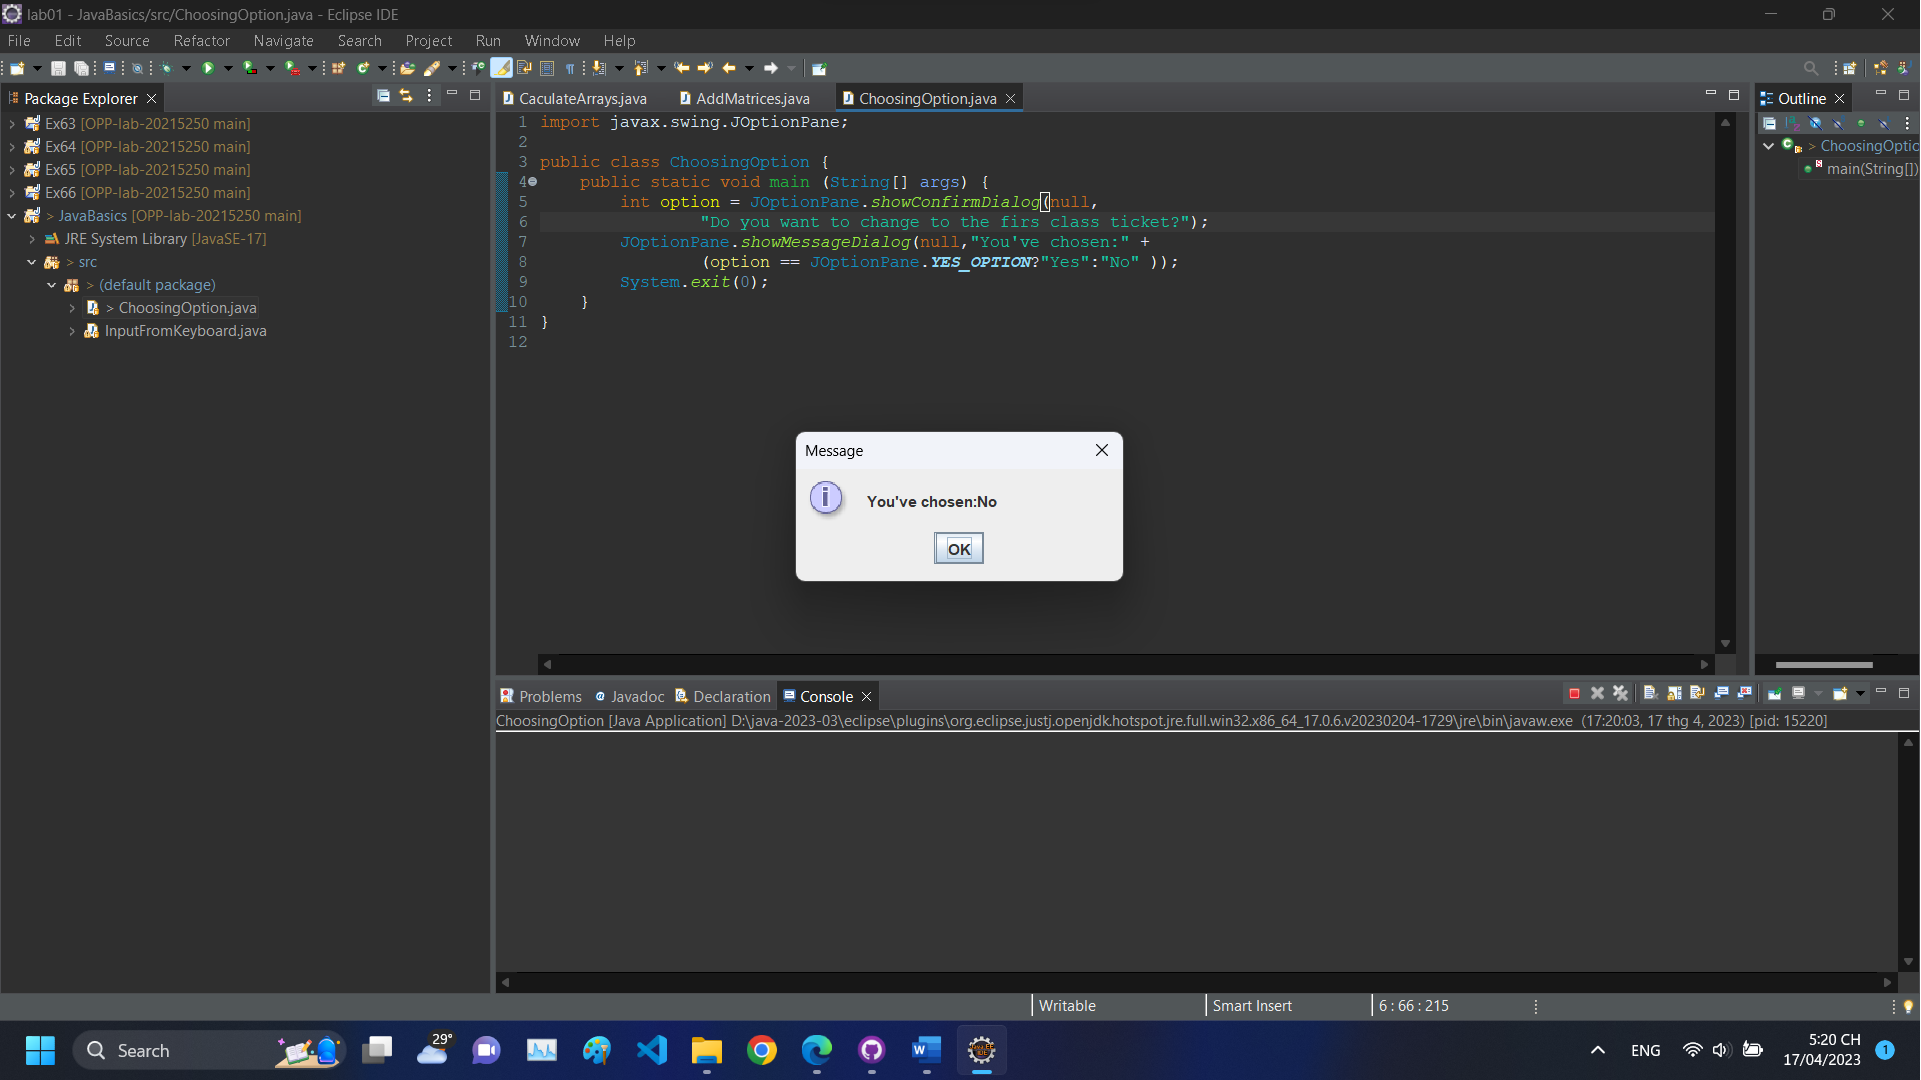 lab01 - JavaBasics/src/ChoosingOption.java - Eclipse IDE
File Edit Source Refactor Navigate Search Project Run Window Help
Package Explorer
Ex63 [OPP-lab-20215250 main]
Ex64 [OPP-lab-20215250 main]
Ex65 [OPP-lab-20215250 main]
Ex66 [OPP-lab-20215250 main]
> JavaBasics [OPP-lab-20215250 main]
JRE System Library [JavaSE-17]
> src
> (default package)
> ChoosingOption.java
InputFromKeyboard.java
CaculateArrays.java AddMatrices.java ChoosingOption.java
1 import javax.swing.JOptionPane;
2
3 public class ChoosingOption {
4 public static void main (String[] args) {
5 int option = JOptionPane.showConfirmDialog(null,
6 "Do you want to change to the firs class ticket?");
7 JOptionPane.showMessageDialog(null,"You've chosen:" +
8 (option == JOptionPane.YES_OPTION?"Yes":"No" ));
9 System.exit(0);
10 }
11 }
12
Outline
> ChoosingOptio
main(String[])
Message
You've chosen:No
OK
Problems Javadoc Declaration Console
ChoosingOption [Java Application] D:\java-2023-03\eclipse\plugins\org.eclipse.justj.openjdk.hotspot.jre.full.win32.x86_64_17.0.6.v20230204-1729\jre\bin\javaw.exe (17:20:03, 17 thg 4, 2023) [pid: 15220]
Writable Smart Insert 6 : 66 : 215
Search
29°
ENG
5:20 CH
17/04/2023
1